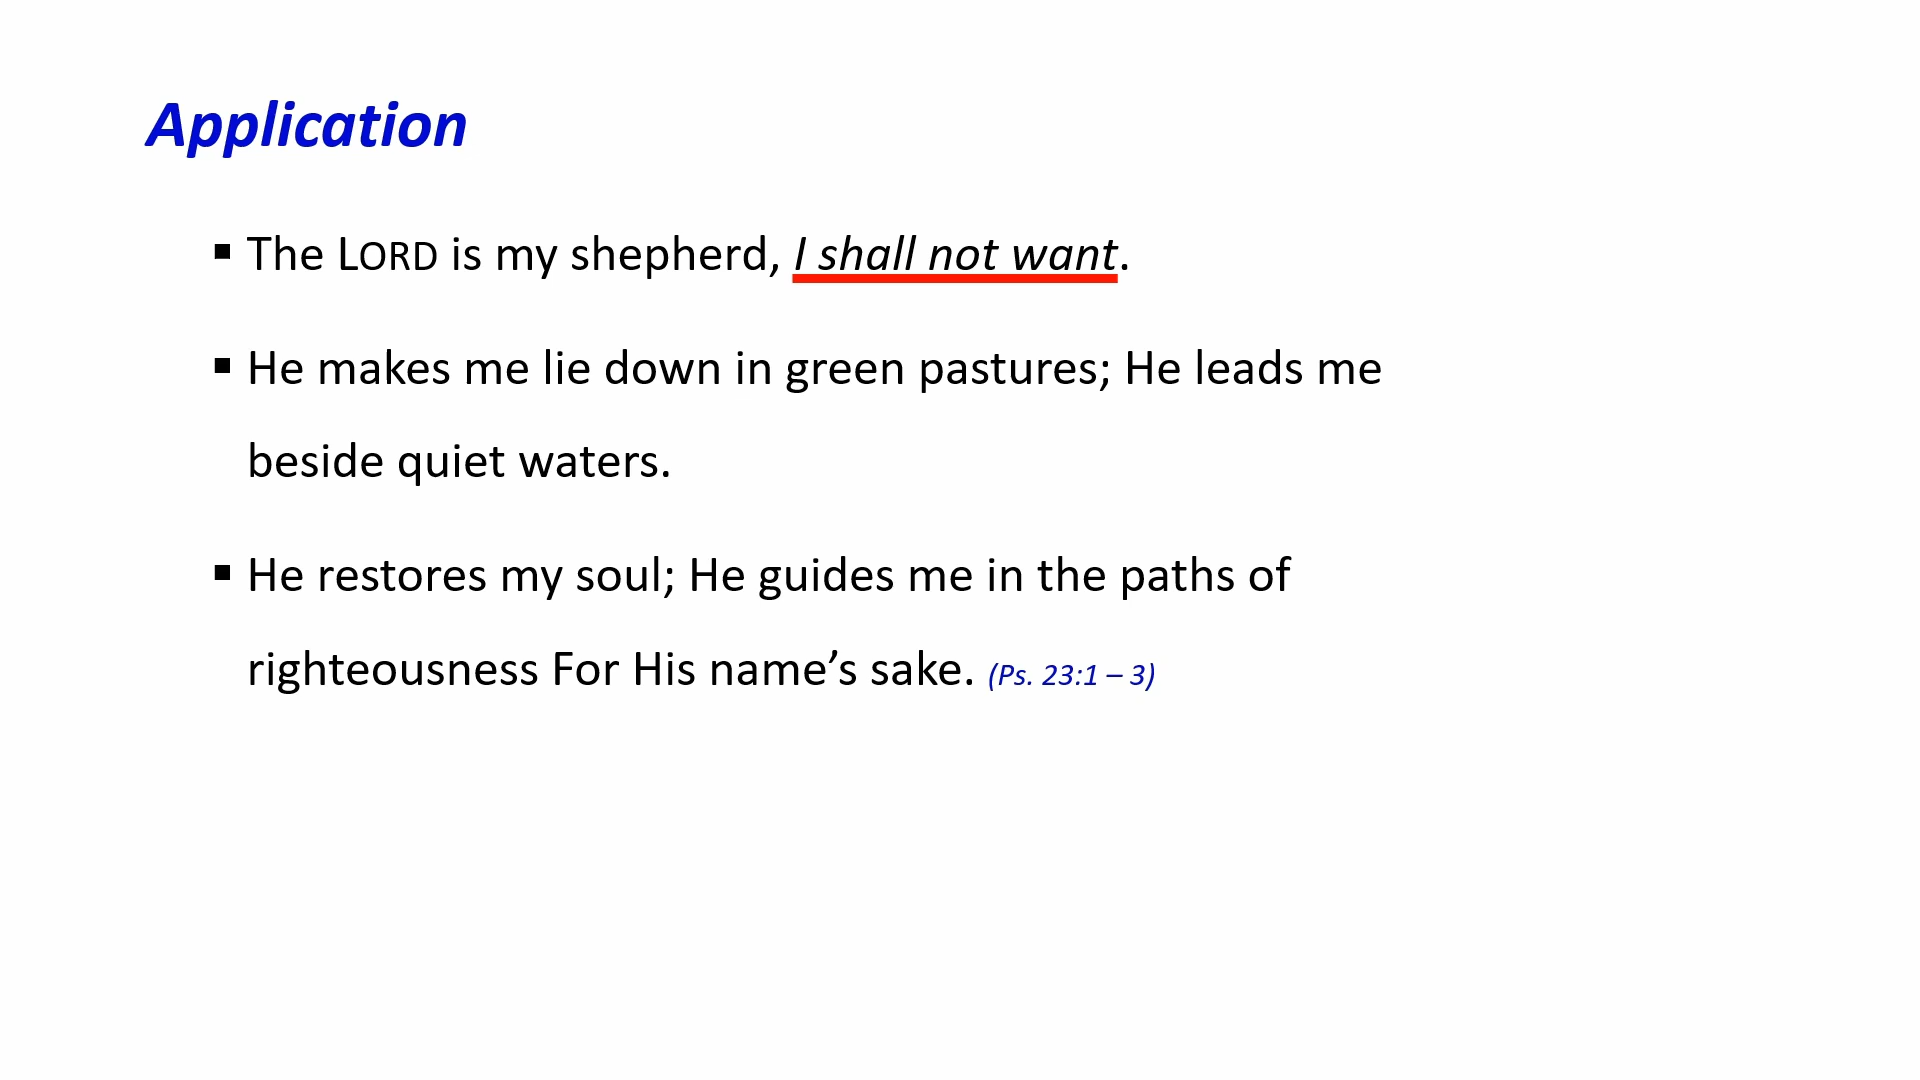 Application
▪ The LORD is my shepherd, I shall not want.
▪ He makes me lie down in green pastures; He leads me
beside quiet waters.
▪ He restores my soul; He guides me in the paths of
righteousness For His name’s sake. (Ps. 23:1 – 3)